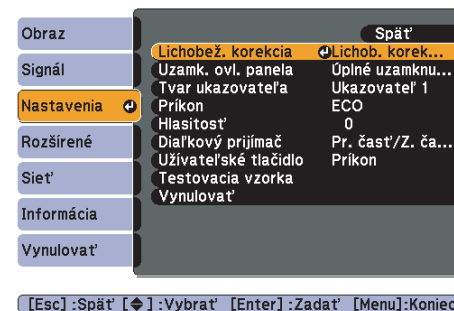 Obraz
Signál
Nastavenia
Rozšírené
Sieť
Informácia
Vynulovať
Späť
Lichobež. korekcia Lichob. korek...
Uzamk. ovl. panela Úplné uzamknu...
Tvar ukazovateľa Ukazovateľ 1
Príkon ECO
Hlasitosť 0
Diaľkový prijímač Pr. časť/Z. ča...
Užívateľské tlačidlo Príkon
Testovacia vzorka
Vynulovať
[Esc] :Späť [◆] :Vybrať [Enter] :Zadať [Menu]:Koniec